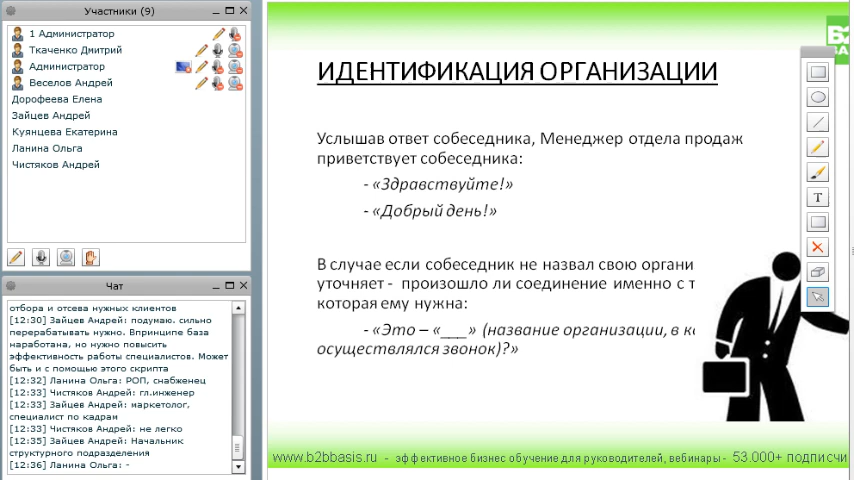 Участники (9)
1 Администратор
Ткаченко Дмитрий
Администратор
Веселов Андрей
Дорофеева Елена
Зайцев Андрей
Куянцева Екатерина
Ланина Ольга
Чистяков Андрей
Чат
отбора и отсева нужных клиентов
[12:30] Зайцев Андрей: подумаю. сильно
перерабатывать нужно. Впринципе база
наработана, но нужно повысить
эффективность работы специалистов. Может
быть и с помощью этого скрипта
[12:32] Ланина Ольга: РОП, снабженец
[12:33] Чистяков Андрей: гл.инженер
[12:33] Зайцев Андрей: маркетолог,
специалист по кадрам
[12:33] Чистяков Андрей: не легко
[12:35] Зайцев Андрей: Начальник
структурного подразделения
[12:36] Ланина Ольга: -
ИДЕНТИФИКАЦИЯ ОРГАНИЗАЦИИ
Услышав ответ собеседника, Менеджер отдела продаж
приветствует собеседника:
- «Здравствуйте!»
- «Добрый день!»
В случае если собеседник не назвал свою органи
уточняет - произошло ли соединение именно с т
которая ему нужна:
- «Это – «___» (название организации, в к
осуществлялся звонок)?»
T
www.b2bbasis.ru - эффективное бизнес обучение для руководителей, вебинары - 53.000+ подписчи